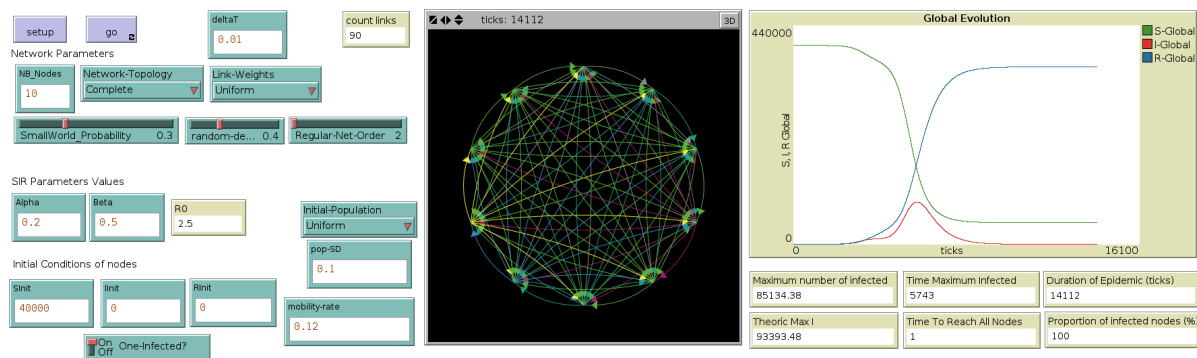 setup
go
deltaT
0.01
count links
90
Network Parameters
NB_Nodes
10
Network-Topology
Complete
Link-Weights
Uniform
SmallWorld_Probability 0.3
random-de... 0.4
Regular-Net-Order 2
SIR Parameters Values
Alpha
0.2
Beta
0.5
R0
2.5
Initial-Population
Uniform
pop-SD
0.1
Initial Conditions of nodes
SInit
40000
IInit
0
RInit
0
mobility-rate
0.12
On
Off
One-Infected?
ticks: 14112
3D
Global Evolution
440000
S, I, R Global
0
0
ticks
16100
S-Global
I-Global
R-Global
Maximum number of infected
85134.38
Time Maximum Infected
5743
Duration of Epidemic (ticks)
14112
Theoric Max I
93393.48
Time To Reach All Nodes
1
Proportion of infected nodes (%)
100